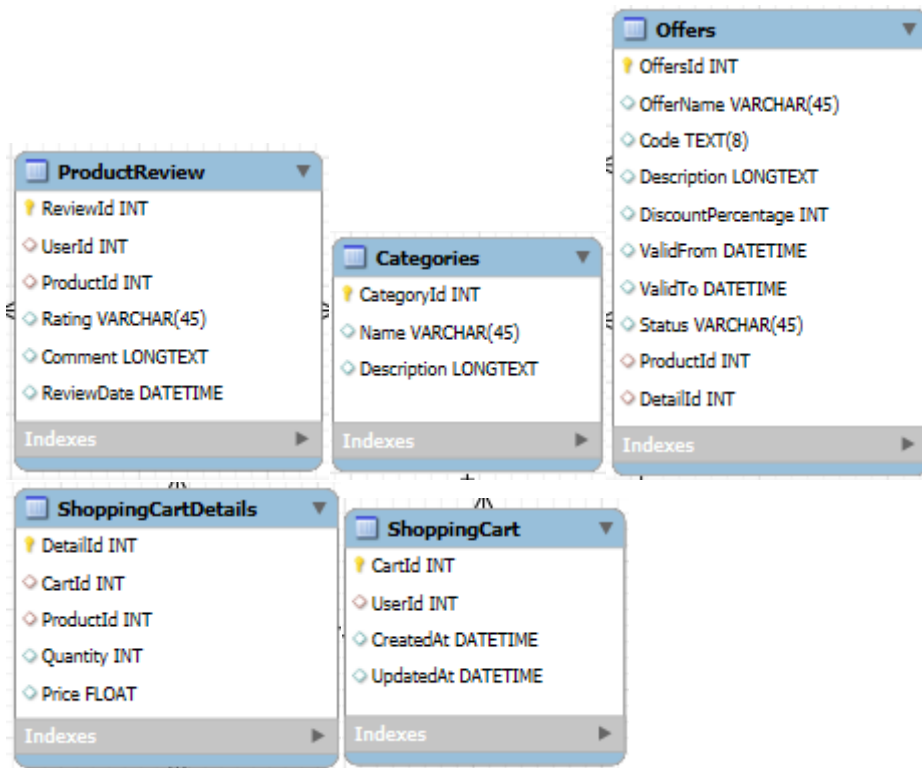 Offers
OffersId INT
OfferName VARCHAR(45)
Code TEXT(8)
Description LONGTEXT
DiscountPercentage INT
ValidFrom DATETIME
ValidTo DATETIME
Status VARCHAR(45)
ProductId INT
DetailId INT
Indexes
ProductReview
ReviewId INT
UserId INT
ProductId INT
Rating VARCHAR(45)
Comment LONGTEXT
ReviewDate DATETIME
Indexes
Categories
CategoryId INT
Name VARCHAR(45)
Description LONGTEXT
Indexes
ShoppingCartDetails
DetailId INT
CartId INT
ProductId INT
Quantity INT
Price FLOAT
Indexes
ShoppingCart
CartId INT
UserId INT
CreatedAt DATETIME
UpdatedAt DATETIME
Indexes